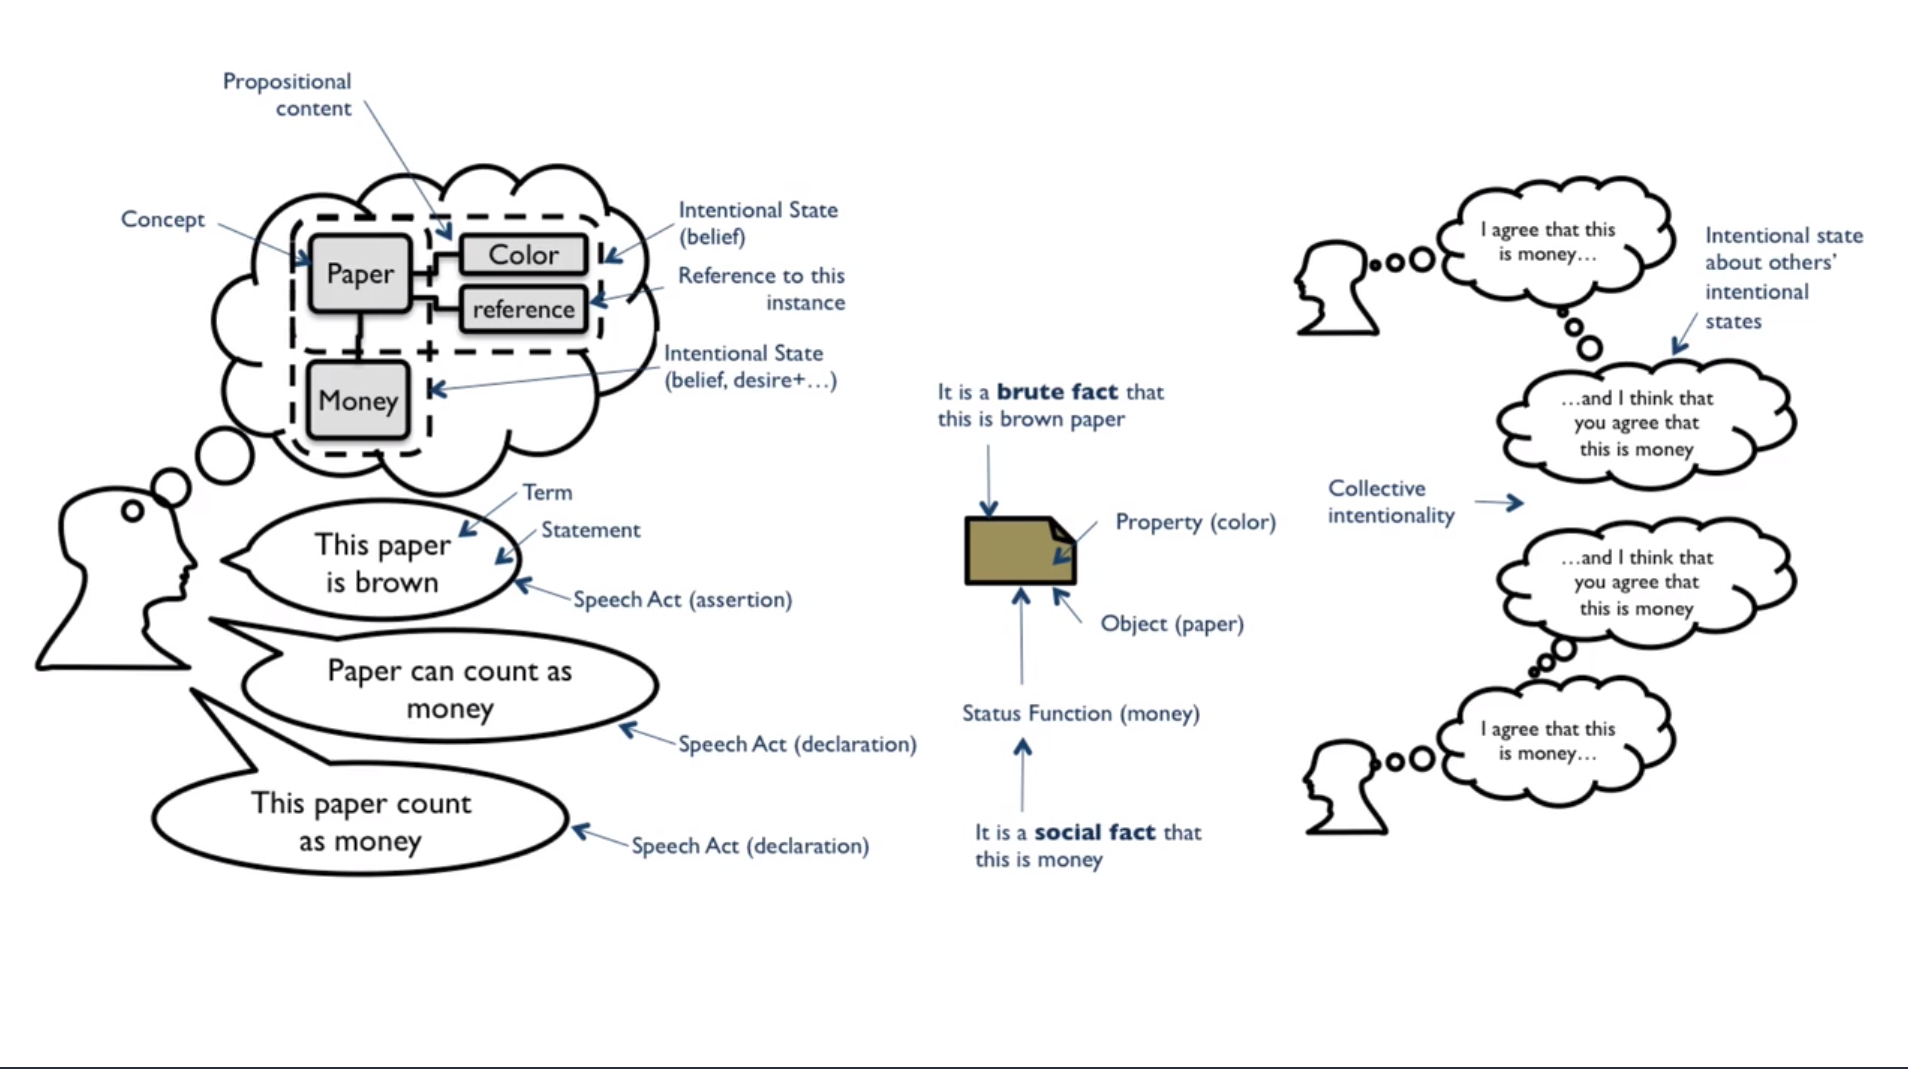 Propositional
content
Concept
Paper
Color
reference
Money
Intentional State
(belief)
Reference to this
instance
Intentional State
(belief, desire+…)
Term
Statement
This paper
is brown
Speech Act (assertion)
Paper can count as
money
Speech Act (declaration)
This paper count
as money
Speech Act (declaration)
It is a brute fact that
this is brown paper
Property (color)
Object (paper)
Status Function (money)
It is a social fact that
this is money
I agree that this
is money…
Intentional state
about others’
intentional
states
…and I think that
you agree that
this is money
Collective
intentionality
…and I think that
you agree that
this is money
I agree that this
is money…